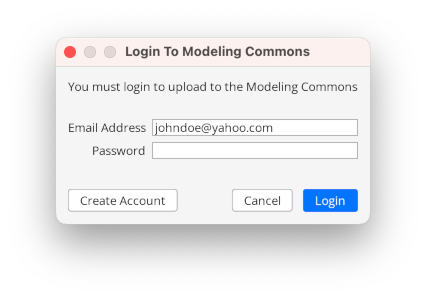 Login To Modeling Commons
You must login to upload to the Modeling Commons
Email Address johndoe@yahoo.com
Password
Create Account Cancel Login